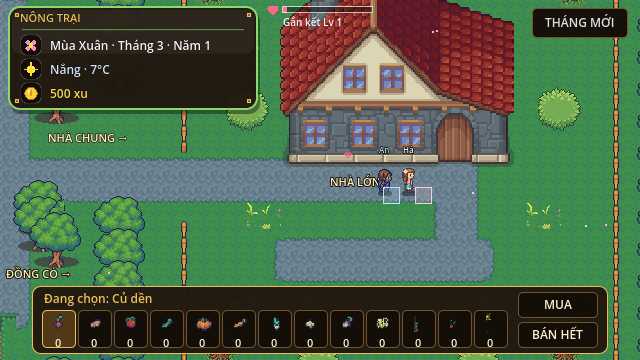 NÔNG TRẠI
Mùa Xuân · Tháng 3 · Năm 1
Nắng · 7°C
500 xu
Gắn kết Lv 1
THÁNG MỚI
NHÀ CHUNG →
An Hà
NHÀ LỚN
ĐỒNG CỎ →
Đang chọn: Củ dền
0 0 0 0 0 0 0 0 0 0 0 0 0
MUA
BÁN HẾT